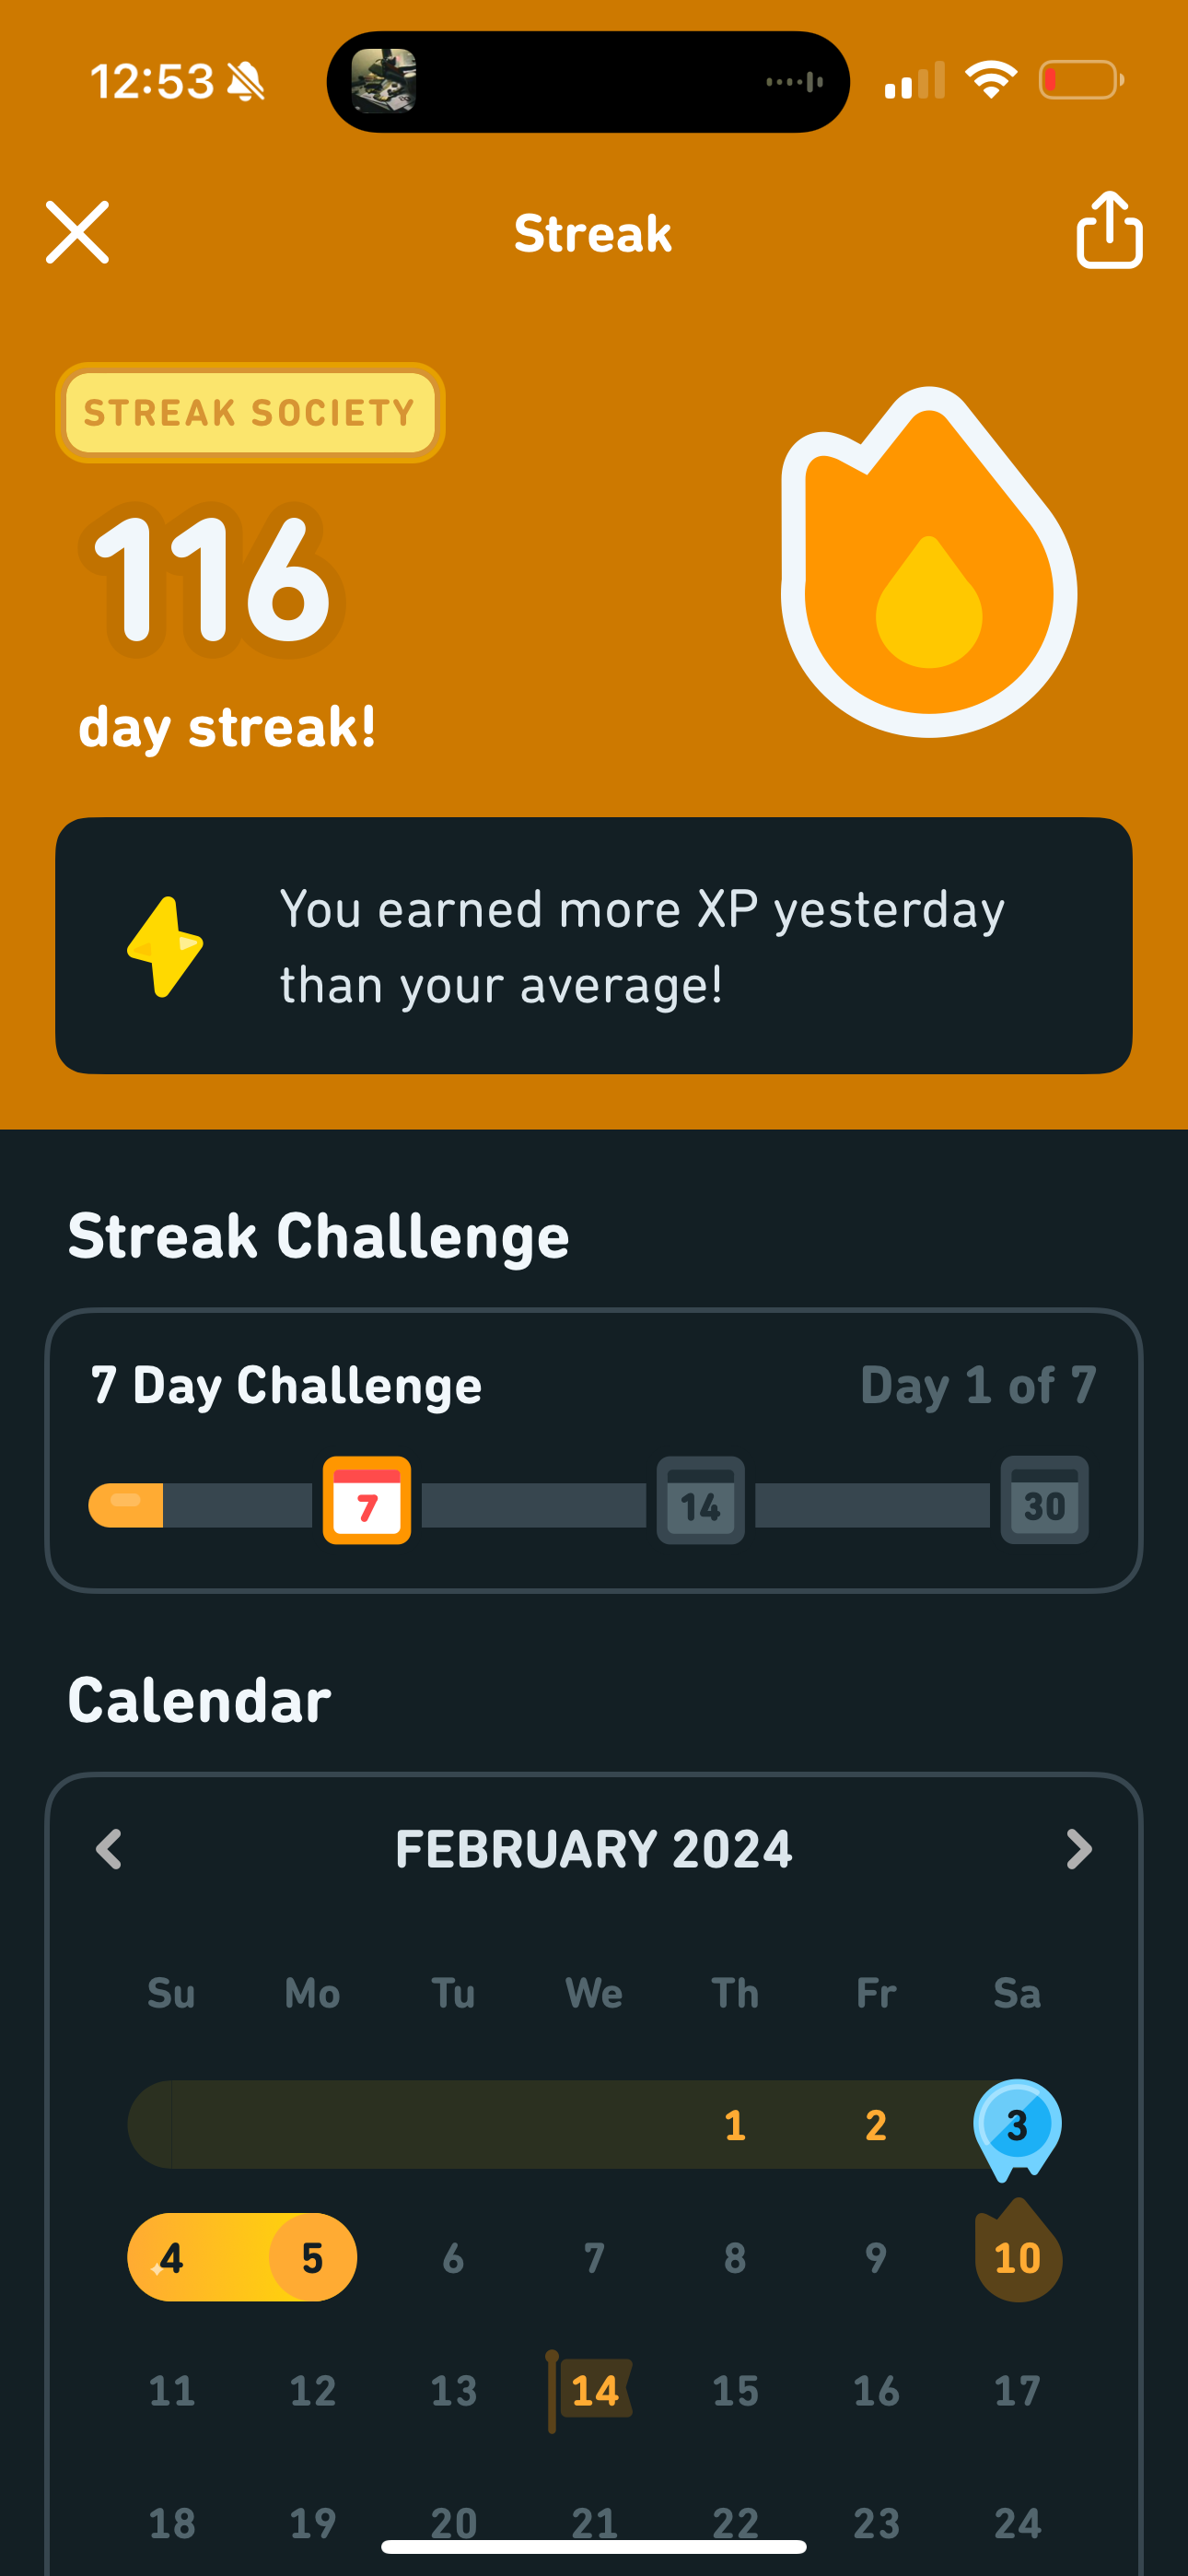 12:53
Streak
STREAK SOCIETY
116
day streak!
You earned more XP yesterday
than your average!
Streak Challenge
7 Day Challenge Day 1 of 7
7 14 30
Calendar
FEBRUARY 2024
Su Mo Tu We Th Fr Sa
1 2 3
4 5 6 7 8 9 10
11 12 13 14 15 16 17
18 19 20 21 22 23 24